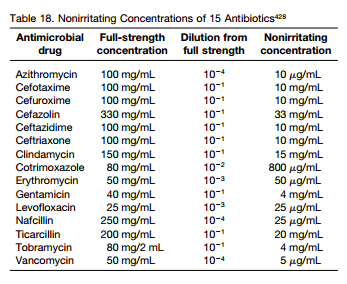 Table 18. Nonirritating Concentrations of 15 Antibiotics428
Antimicrobial drug Full-strength concentration Dilution from full strength Nonirritating concentration
Azithromycin 100 mg/mL 10−4 10 μg/mL
Cefotaxime 100 mg/mL 10−1 10 mg/mL
Cefuroxime 100 mg/mL 10−1 10 mg/mL
Cefazolin 330 mg/mL 10−1 33 mg/mL
Ceftazidime 100 mg/mL 10−1 10 mg/mL
Ceftriaxone 100 mg/mL 10−1 10 mg/mL
Clindamycin 150 mg/mL 10−1 15 mg/mL
Cotrimoxazole 80 mg/mL 10−2 800 μg/mL
Erythromycin 50 mg/mL 10−3 50 μg/mL
Gentamicin 40 mg/mL 10−1 4 mg/mL
Levofloxacin 25 mg/mL 10−3 25 μg/mL
Nafcillin 250 mg/mL 10−4 25 μg/mL
Ticarcillin 200 mg/mL 10−1 20 mg/mL
Tobramycin 80 mg/2 mL 10−1 4 mg/mL
Vancomycin 50 mg/mL 10−4 5 μg/mL